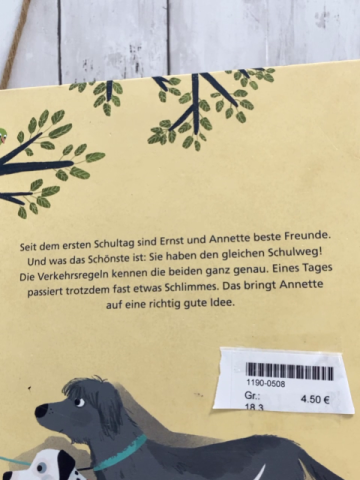 Seit dem ersten Schultag sind Ernst und Annette beste Freunde.
Und was das Schönste ist: Sie haben den gleichen Schulweg!
Die Verkehrsregeln kennen die beiden ganz genau. Eines Tages
passiert trotzdem fast etwas Schlimmes. Das bringt Annette
auf eine richtig gute Idee.
1190-0508
Gr.: 4.50 €
18.3